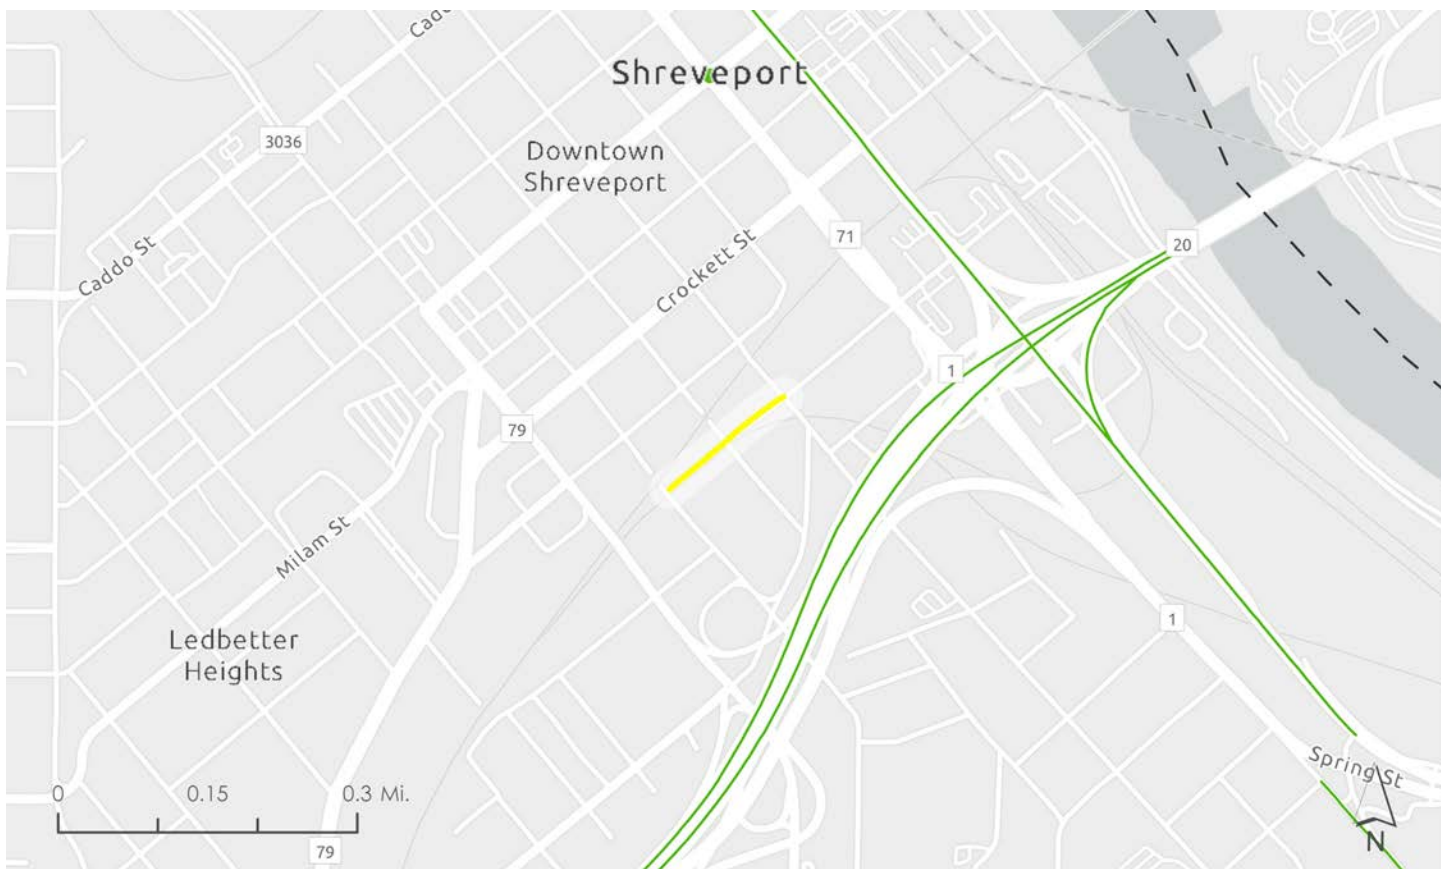 Cado
Shreveport
3036
Downtown
Shreveport
71
20
Caddo St
Crockett St
1
79
Milam St
1
Ledbetter
Heights
Spring St
0
0.15
0.3 Mi.
79
N